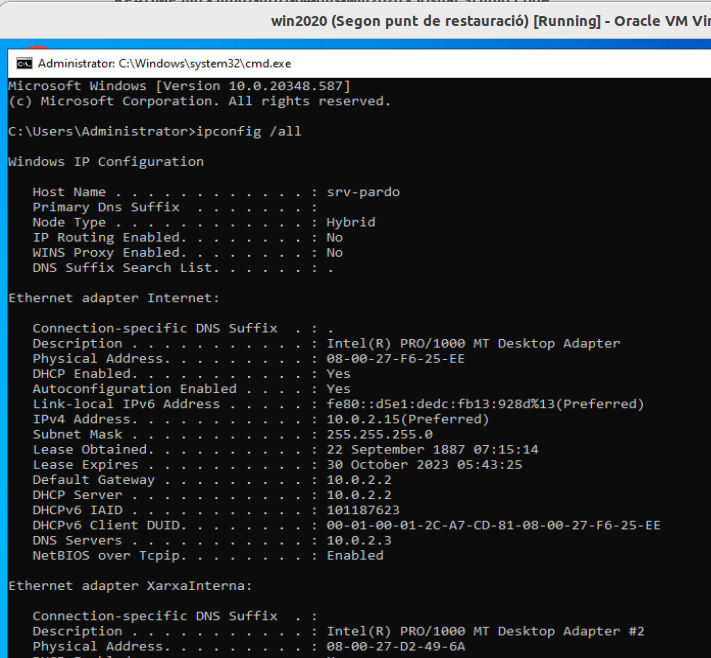 win2020 (Segon punt de restauració) [Running] - Oracle VM
Administrator: C:\Windows\system32\cmd.exe
Microsoft Windows [Version 10.0.20348.587]
(c) Microsoft Corporation. All rights reserved.
C:\Users\Administrator>ipconfig /all
Windows IP Configuration
Host Name . . . . . . . . . . . . : srv-pardo
Primary Dns Suffix  . . . . . . . :
Node Type . . . . . . . . . . . . : Hybrid
IP Routing Enabled. . . . . . . . : No
WINS Proxy Enabled. . . . . . . . : No
DNS Suffix Search List. . . . . . : .
Ethernet adapter Internet:
Connection-specific DNS Suffix  . : .
Description . . . . . . . . . . . : Intel(R) PRO/1000 MT Desktop Adapter
Physical Address. . . . . . . . . : 08-00-27-F6-25-EE
DHCP Enabled. . . . . . . . . . . : Yes
Autoconfiguration Enabled . . . . : Yes
Link-local IPv6 Address . . . . . : fe80::d5e1:dedc:fb13:928d%13(Preferred)
IPv4 Address. . . . . . . . . . . : 10.0.2.15(Preferred)
Subnet Mask . . . . . . . . . . . : 255.255.255.0
Lease Obtained. . . . . . . . . . : 22 September 1887 07:15:14
Lease Expires . . . . . . . . . . : 30 October 2023 05:43:25
Default Gateway . . . . . . . . . : 10.0.2.2
DHCP Server . . . . . . . . . . . : 10.0.2.2
DHCPv6 IAID . . . . . . . . . . . : 101187623
DHCPv6 Client DUID. . . . . . . . : 00-01-00-01-2C-A7-CD-81-08-00-27-F6-25-EE
DNS Servers . . . . . . . . . . . : 10.0.2.3
NetBIOS over Tcpip. . . . . . . . : Enabled
Ethernet adapter XarxaInterna:
Connection-specific DNS Suffix  . :
Description . . . . . . . . . . . : Intel(R) PRO/1000 MT Desktop Adapter #2
Physical Address. . . . . . . . . : 08-00-27-D2-49-6A